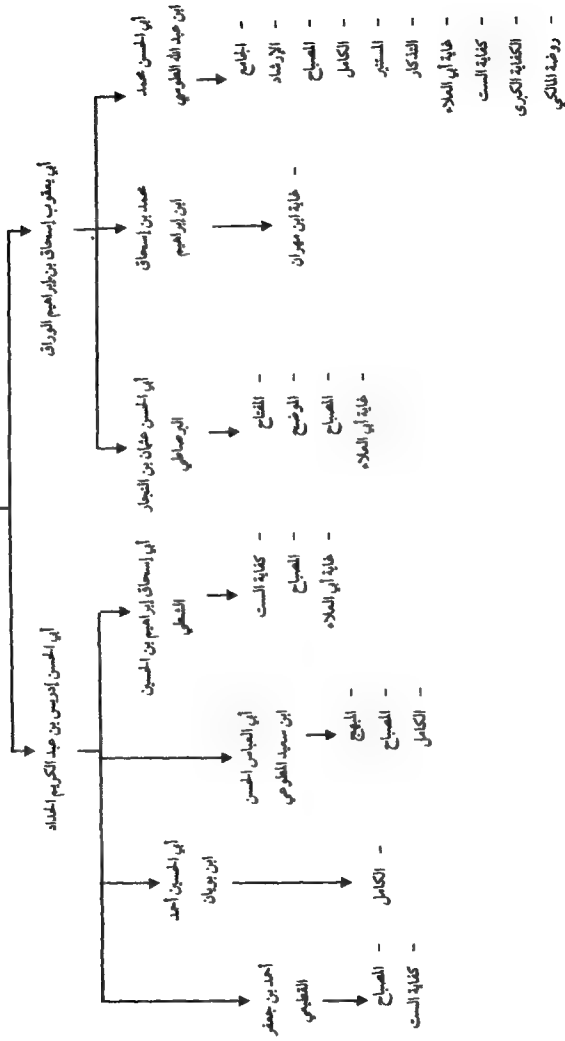 أبي يعقوب إسحاق بن إبراهيم الوراق
أبي الحسن محمد
ابن عبد الله الطوسي
- الجامع
- الإرشاد
- المصباح
- الكامل
- المستنير
- التذكار
- غاية أبي العلاء
- كفاية الست
- الكفاية الكبرى
- روضة المالكي
محمد بن إسحاق
ابن إبراهيم
- غاية ابن مهران
أبي الحسن عثمان بن النجار
البرصاطي
- المفتاح
- الموضح
- المصباح
- غاية أبي العلاء
أبي الحسن إدريس بن عبد الكريم الحداد
أبي إسحاق إبراهيم بن الحسين
الشطي
- كفاية الست
- المصباح
- غاية أبي العلاء
أبي العباس الحسن
ابن سعيد المطوعي
- المبهج
- المصباح
- الكامل
أبي الحسين أحمد
ابن بويان
- الكامل
أحمد بن جعفر
القطيعي
- المصباح
- كفاية الست